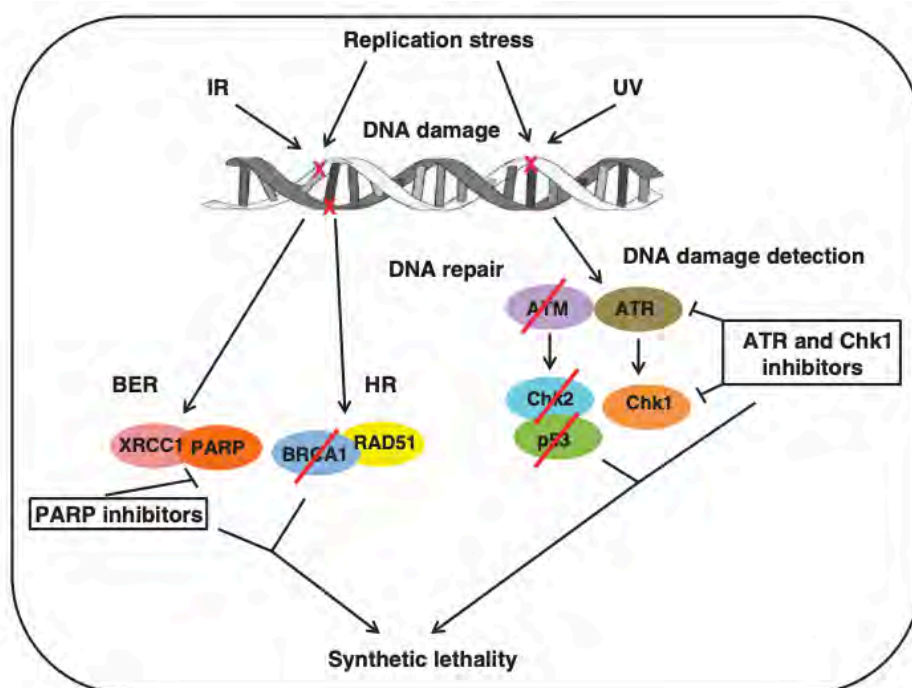 Replication stress
IR
UV
DNA damage
DNA repair
DNA damage detection
ATM
ATR
ATR and Chk1
inhibitors
BER
HR
Chk2
Chk1
XRCC1
PARP
BRCA1
RAD51
p53
PARP inhibitors
Synthetic lethality